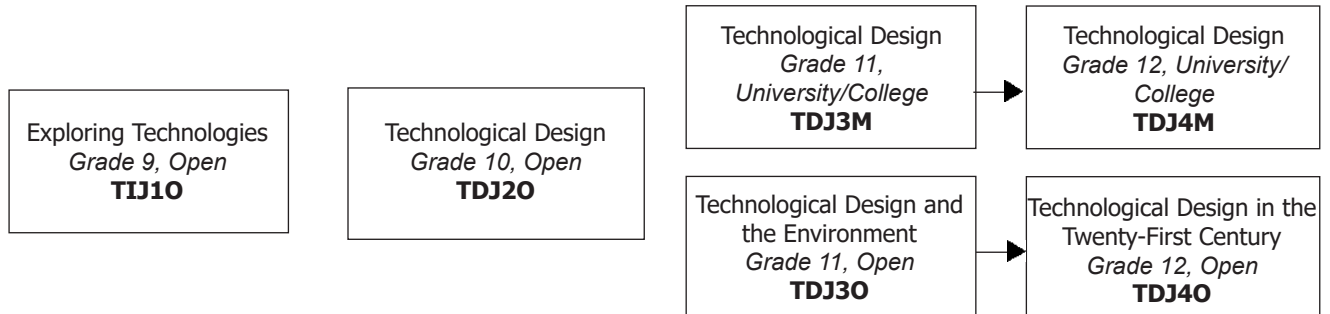 Exploring Technologies
Grade 9, Open
TIJ1O
Technological Design
Grade 10, Open
TDJ2O
Technological Design
Grade 11,
University/College
TDJ3M
Technological Design
Grade 12, University/
College
TDJ4M
Technological Design and
the Environment
Grade 11, Open
TDJ3O
Technological Design in the
Twenty-First Century
Grade 12, Open
TDJ4O